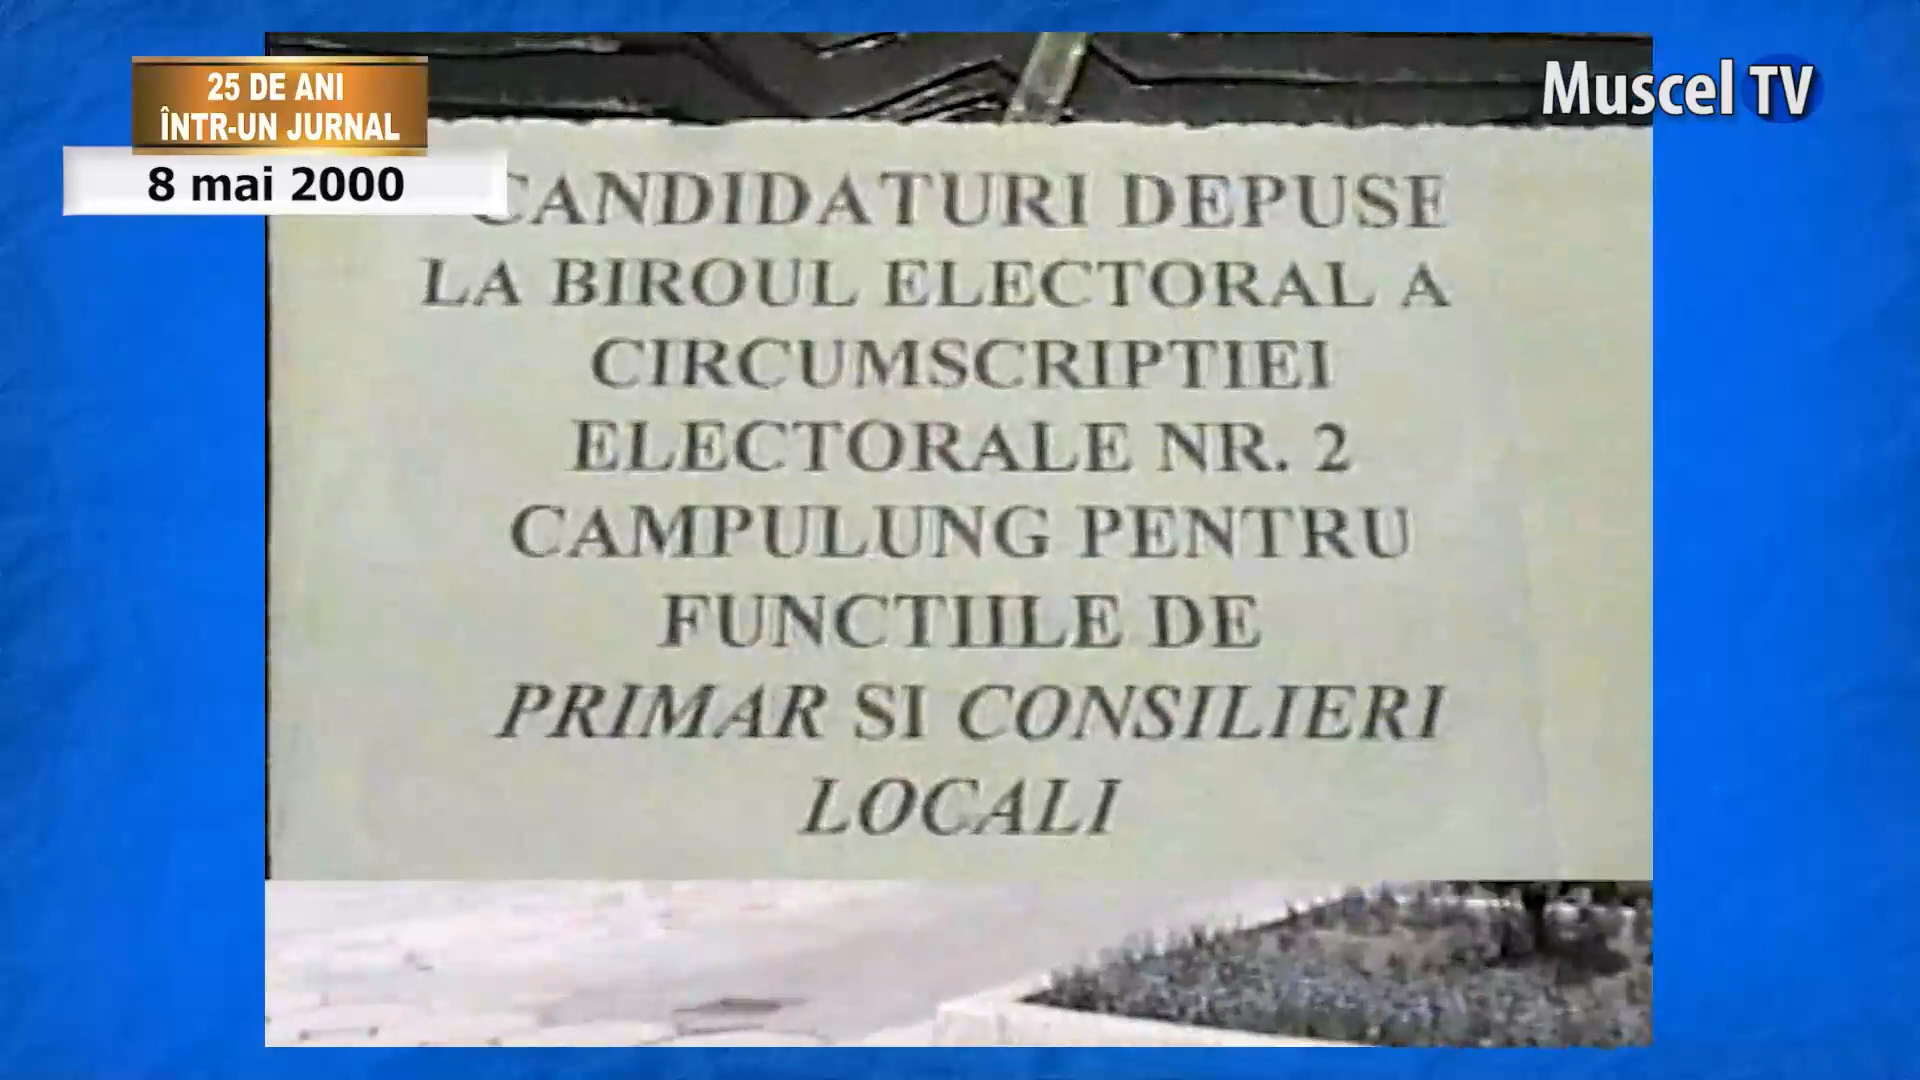 25 DE ANI
ÎNTR-UN JURNAL
8 mai 2000
Muscel TV
CANDIDATURI DEPUSE
LA BIROUL ELECTORAL A
CIRCUMSCRIPTIEI
ELECTORALE NR. 2
CAMPULUNG PENTRU
FUNCTIILE DE
PRIMAR SI CONSILIERI
LOCALI